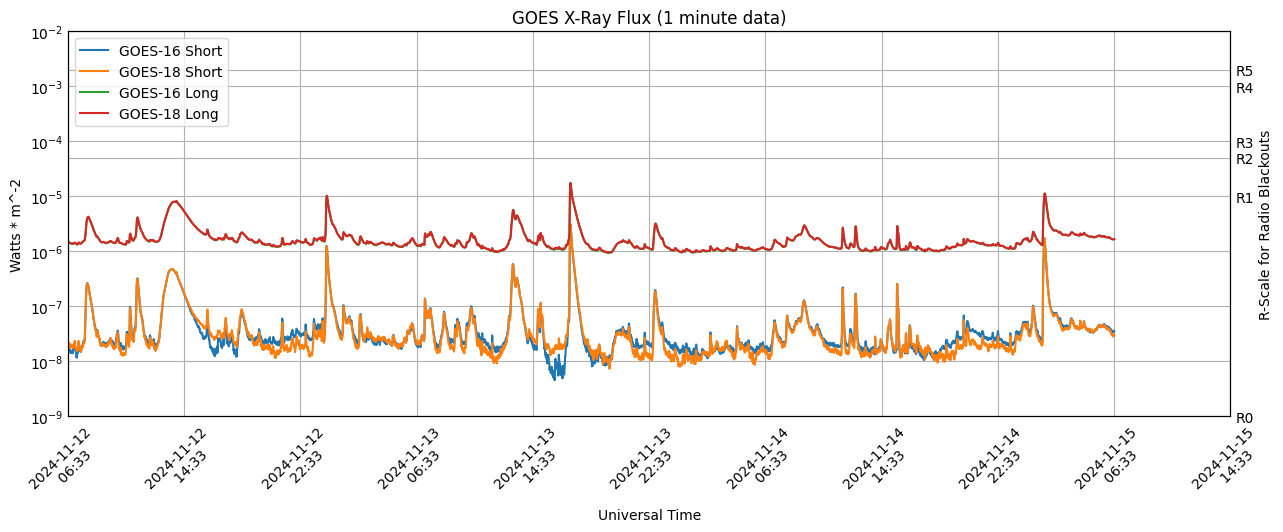 GOES X-Ray Flux (1 minute data)
GOES-16 Short
GOES-18 Short
GOES-16 Long
GOES-18 Long
Watts * m^-2
10⁻²
10⁻³
10⁻⁴
10⁻⁵
10⁻⁶
10⁻⁷
10⁻⁸
10⁻⁹
R5
R4
R3
R2
R1
R0
R-Scale for Radio Blackouts
2024-11-12
06:33
2024-11-12
14:33
2024-11-12
22:33
2024-11-13
06:33
2024-11-13
14:33
2024-11-13
22:33
2024-11-14
06:33
2024-11-14
14:33
2024-11-14
22:33
2024-11-15
06:33
2024-11-15
14:33
Universal Time